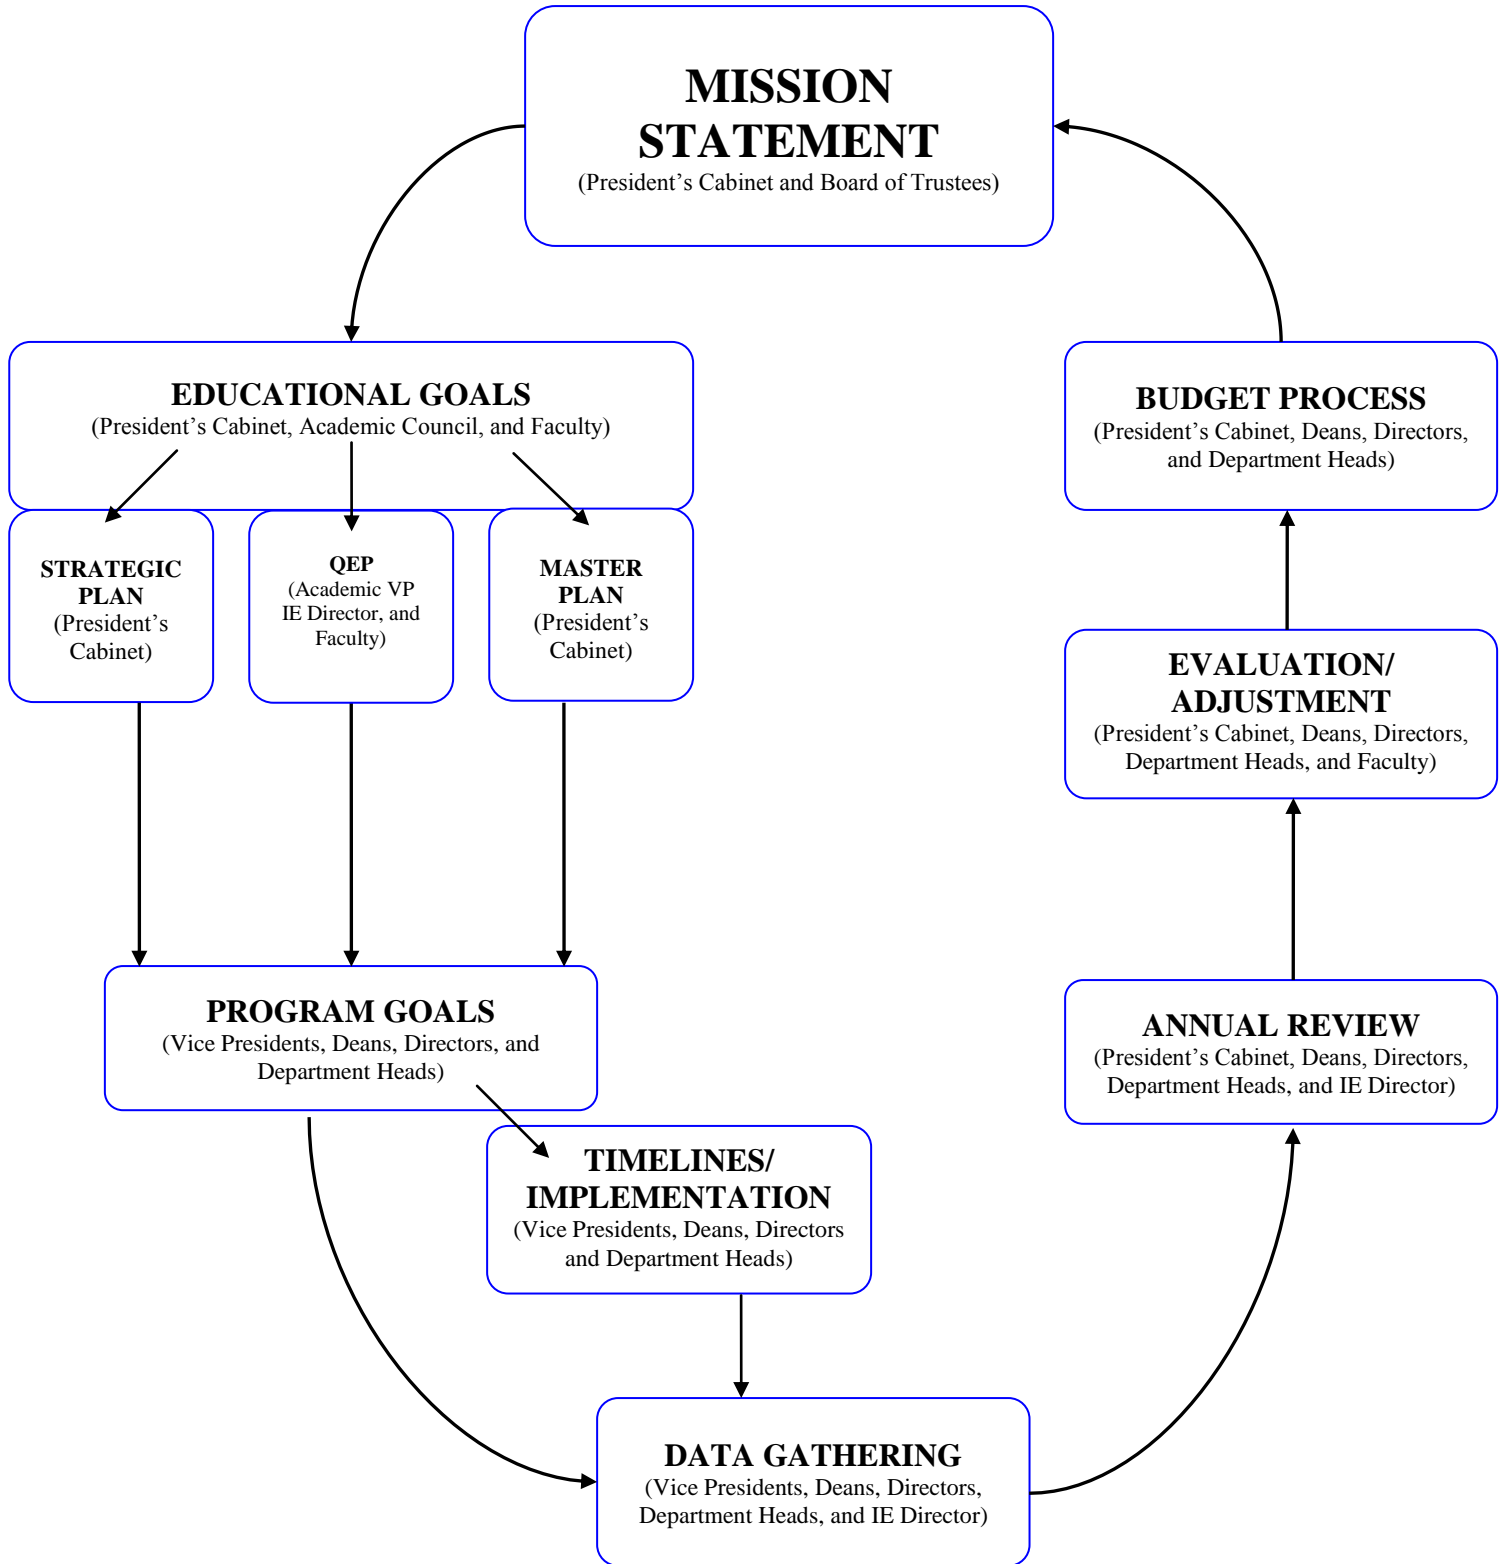 MISSION
STATEMENT
(President’s Cabinet and Board of Trustees)
EDUCATIONAL GOALS
(President’s Cabinet, Academic Council, and Faculty)
STRATEGIC
PLAN
(President’s
Cabinet)
QEP
(Academic VP
IE Director, and
Faculty)
MASTER
PLAN
(President’s
Cabinet)
PROGRAM GOALS
(Vice Presidents, Deans, Directors, and
Department Heads)
TIMELINES/
IMPLEMENTATION
(Vice Presidents, Deans, Directors
and Department Heads)
DATA GATHERING
(Vice Presidents, Deans, Directors,
Department Heads, and IE Director)
ANNUAL REVIEW
(President’s Cabinet, Deans, Directors,
Department Heads, and IE Director)
EVALUATION/
ADJUSTMENT
(President’s Cabinet, Deans, Directors,
Department Heads, and Faculty)
BUDGET PROCESS
(President’s Cabinet, Deans, Directors,
and Department Heads)